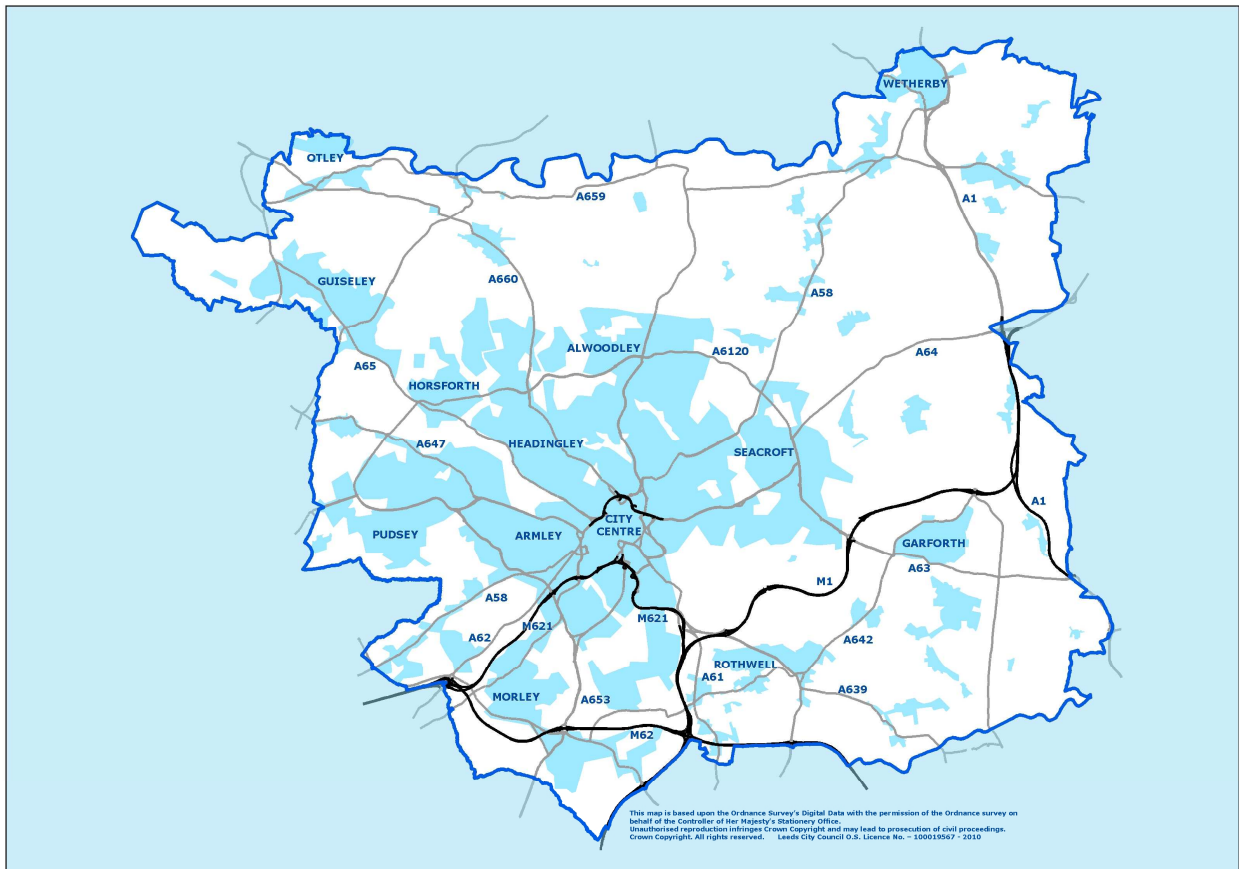 WETHERBY
OTLEY
A659
A1
GUISELEY
A660
A58
ALWOODLEY
A6120
A64
A65
HORSFORTH
A647
HEADINGLEY
SEACROFT
A1
CITY
CENTRE
PUDSEY
ARMLEY
GARFORTH
A63
M1
A58
M621
M621
A62
A642
ROTHWELL
A61
A639
MORLEY
A653
M62
This map is based upon the Ordnance Survey's Digital Data with the permission of the Ordnance survey on
behalf of the Controller of Her Majesty's Stationery Office.
Unauthorised reproduction infringes Crown Copyright and may lead to prosecution of civil proceedings.
Crown Copyright. All rights reserved. Leeds City Council O.S. Licence No. – 100019567 - 2010